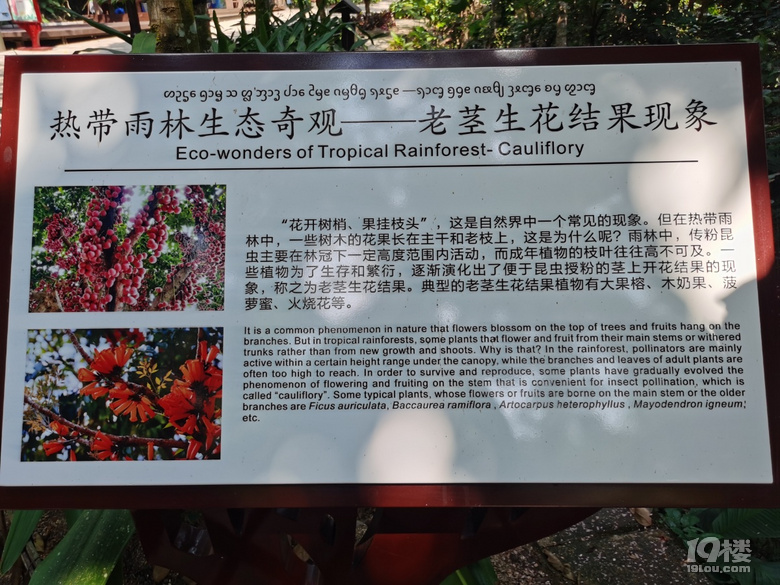 热带雨林生态奇观——老茎生花结果现象
Eco-wonders of Tropical Rainforest- Cauliflory
“花开树梢、果挂枝头”，这是自然界中一个常见的现象。但在热带雨
林中，一些树木的花果长在主干和老枝上，这是为什么呢？雨林中，传粉昆
虫主要在林冠下一定高度范围内活动，而成年植物的枝叶往往高不可及。一
些植物为了生存和繁衍，逐渐演化出了便于昆虫授粉的茎上开花结果的现
象，称之为老茎生花结果。典型的老茎生花结果植物有大果榕、木奶果、菠
萝蜜、火烧花等。
It is a common phenomenon in nature that flowers blossom on the top of trees and fruits hang on the
branches. But in tropical rainforests, some plants that flower and fruit from their main stems or withered
trunks rather than from new growth and shoots. Why is that? In the rainforest, pollinators are mainly
active within a certain height range under the canopy, while the branches and leaves of adult plants are
often too high to reach. In order to survive and reproduce, some plants have gradually evolved the
phenomenon of flowering and fruiting on the stem that is convenient for insect pollination, which is
called “cauliflory”. Some typical plants, whose flowers or fruits are borne on the main stem or the older
branches are Ficus auriculata, Baccaurea ramiflora , Artocarpus heterophyllus , Mayodendron igneum;
etc.
19楼
19lou.com